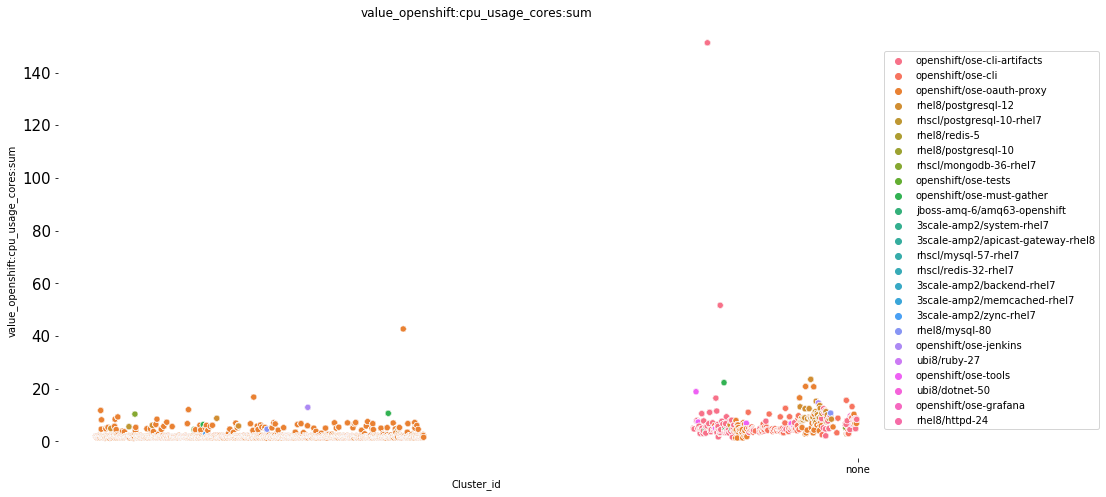 value_openshift:cpu_usage_cores:sum
value_openshift:cpu_usage_cores:sum
140
120
100
80
60
40
20
0
none
Cluster_id
openshift/ose-cli-artifacts
openshift/ose-cli
openshift/ose-oauth-proxy
rhel8/postgresql-12
rhscl/postgresql-10-rhel7
rhel8/redis-5
rhel8/postgresql-10
rhscl/mongodb-36-rhel7
openshift/ose-tests
openshift/ose-must-gather
jboss-amq-6/amq63-openshift
3scale-amp2/system-rhel7
3scale-amp2/apicast-gateway-rhel8
rhscl/mysql-57-rhel7
rhscl/redis-32-rhel7
3scale-amp2/backend-rhel7
3scale-amp2/memcached-rhel7
3scale-amp2/zync-rhel7
rhel8/mysql-80
openshift/ose-jenkins
ubi8/ruby-27
openshift/ose-tools
ubi8/dotnet-50
openshift/ose-grafana
rhel8/httpd-24